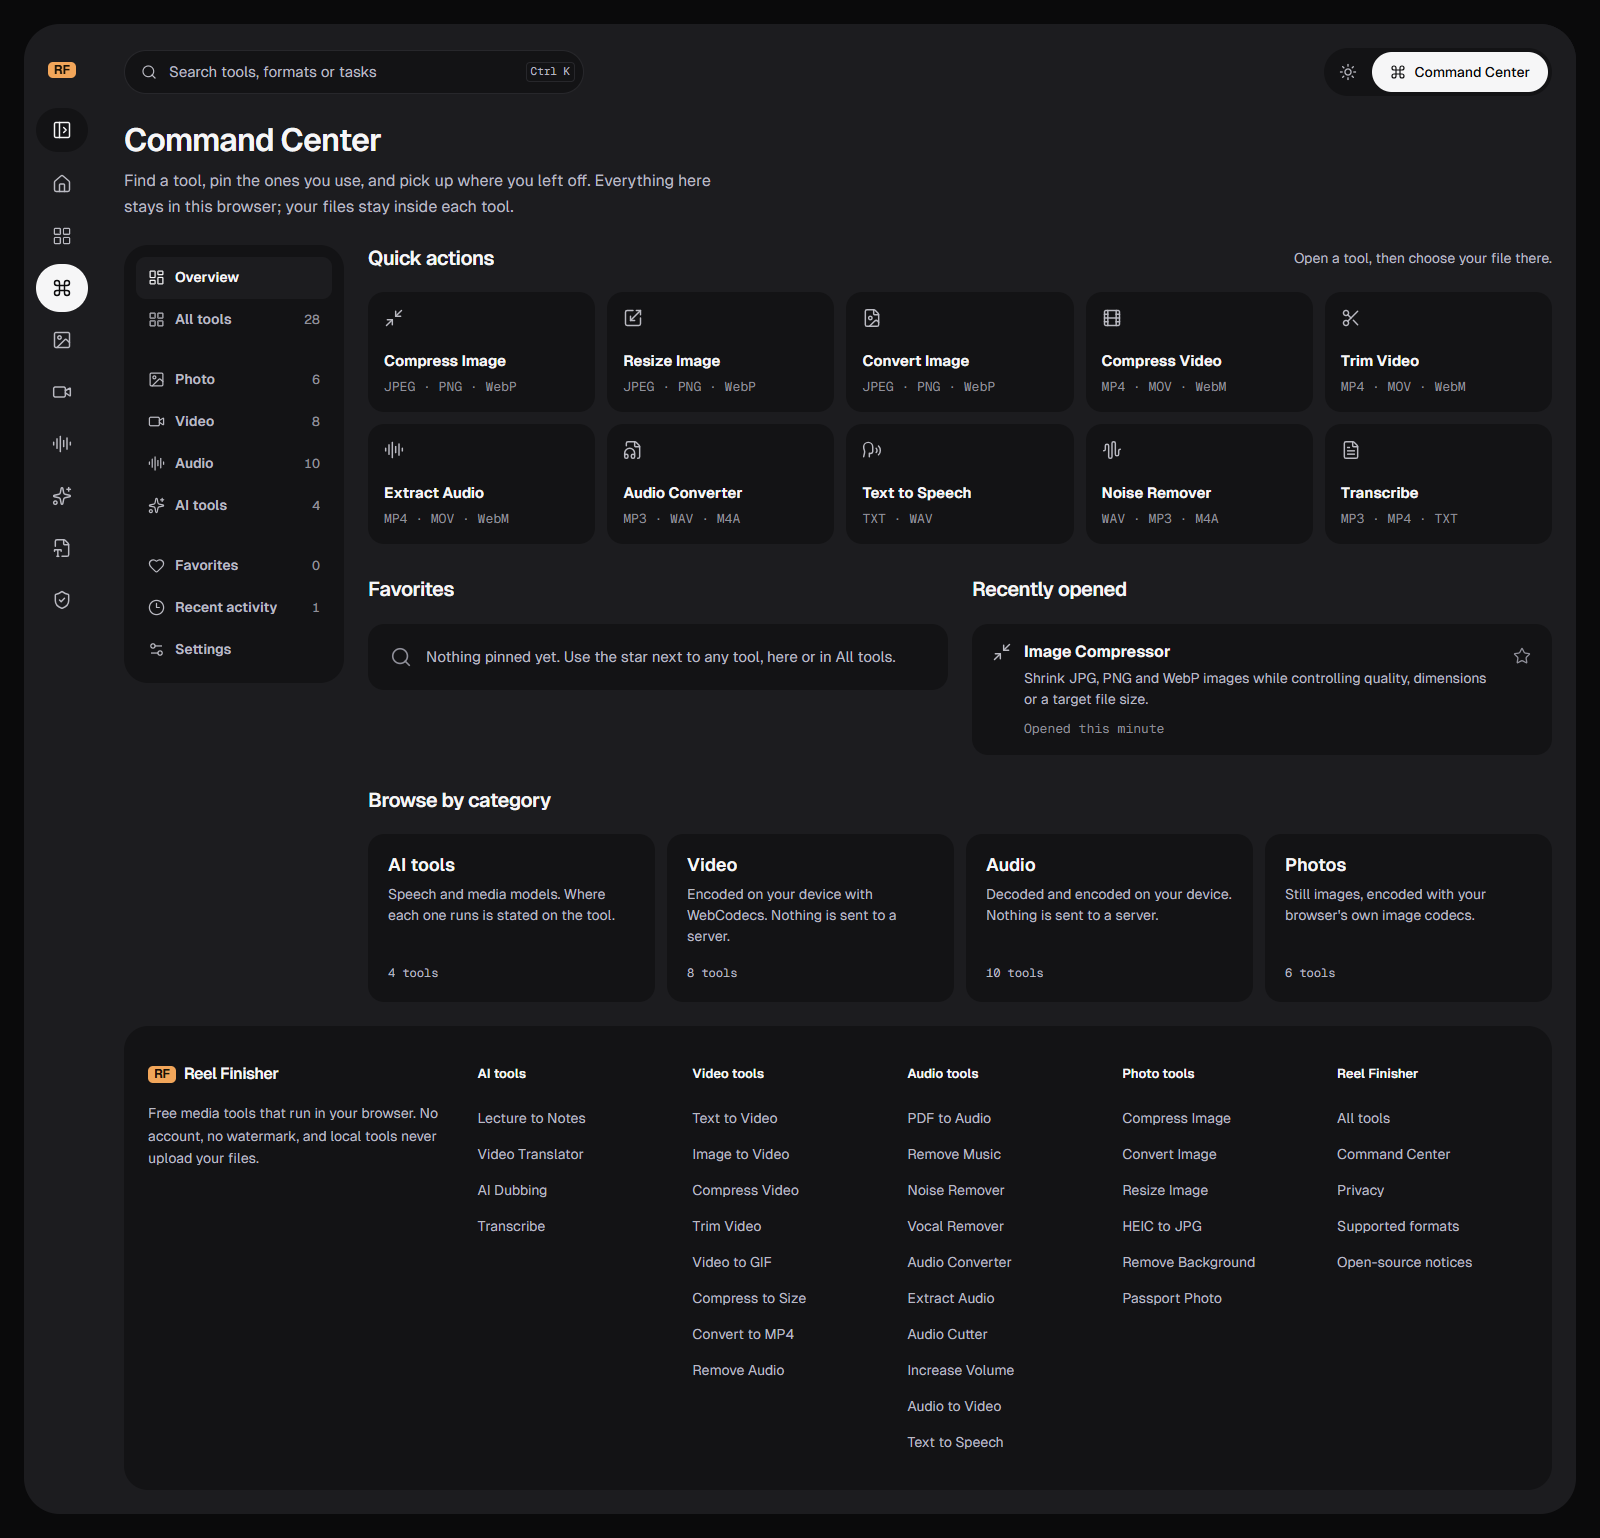 RF
Search tools, formats or tasks
Ctrl K
Command Center
Command Center
Find a tool, pin the ones you use, and pick up where you left off. Everything here
stays in this browser; your files stay inside each tool.
Overview
All tools 28
Photo 6
Video 8
Audio 10
AI tools 4
Favorites 0
Recent activity 1
Settings
Quick actions
Open a tool, then choose your file there.
Compress Image
JPEG · PNG · WebP
Resize Image
JPEG · PNG · WebP
Convert Image
JPEG · PNG · WebP
Compress Video
MP4 · MOV · WebM
Trim Video
MP4 · MOV · WebM
Extract Audio
MP4 · MOV · WebM
Audio Converter
MP3 · WAV · M4A
Text to Speech
TXT · WAV
Noise Remover
WAV · MP3 · M4A
Transcribe
MP3 · MP4 · TXT
Favorites
Nothing pinned yet. Use the star next to any tool, here or in All tools.
Recently opened
Image Compressor
Shrink JPG, PNG and WebP images while controlling quality, dimensions
or a target file size.
Opened this minute
Browse by category
AI tools
Speech and media models. Where
each one runs is stated on the tool.
4 tools
Video
Encoded on your device with
WebCodecs. Nothing is sent to a
server.
8 tools
Audio
Decoded and encoded on your device.
Nothing is sent to a server.
10 tools
Photos
Still images, encoded with your
browser's own image codecs.
6 tools
RF Reel Finisher
Free media tools that run in your browser. No
account, no watermark, and local tools never
upload your files.
AI tools
Lecture to Notes
Video Translator
AI Dubbing
Transcribe
Video tools
Text to Video
Image to Video
Compress Video
Trim Video
Video to GIF
Compress to Size
Convert to MP4
Remove Audio
Audio tools
PDF to Audio
Remove Music
Noise Remover
Vocal Remover
Audio Converter
Extract Audio
Audio Cutter
Increase Volume
Audio to Video
Text to Speech
Photo tools
Compress Image
Convert Image
Resize Image
HEIC to JPG
Remove Background
Passport Photo
Reel Finisher
All tools
Command Center
Privacy
Supported formats
Open-source notices